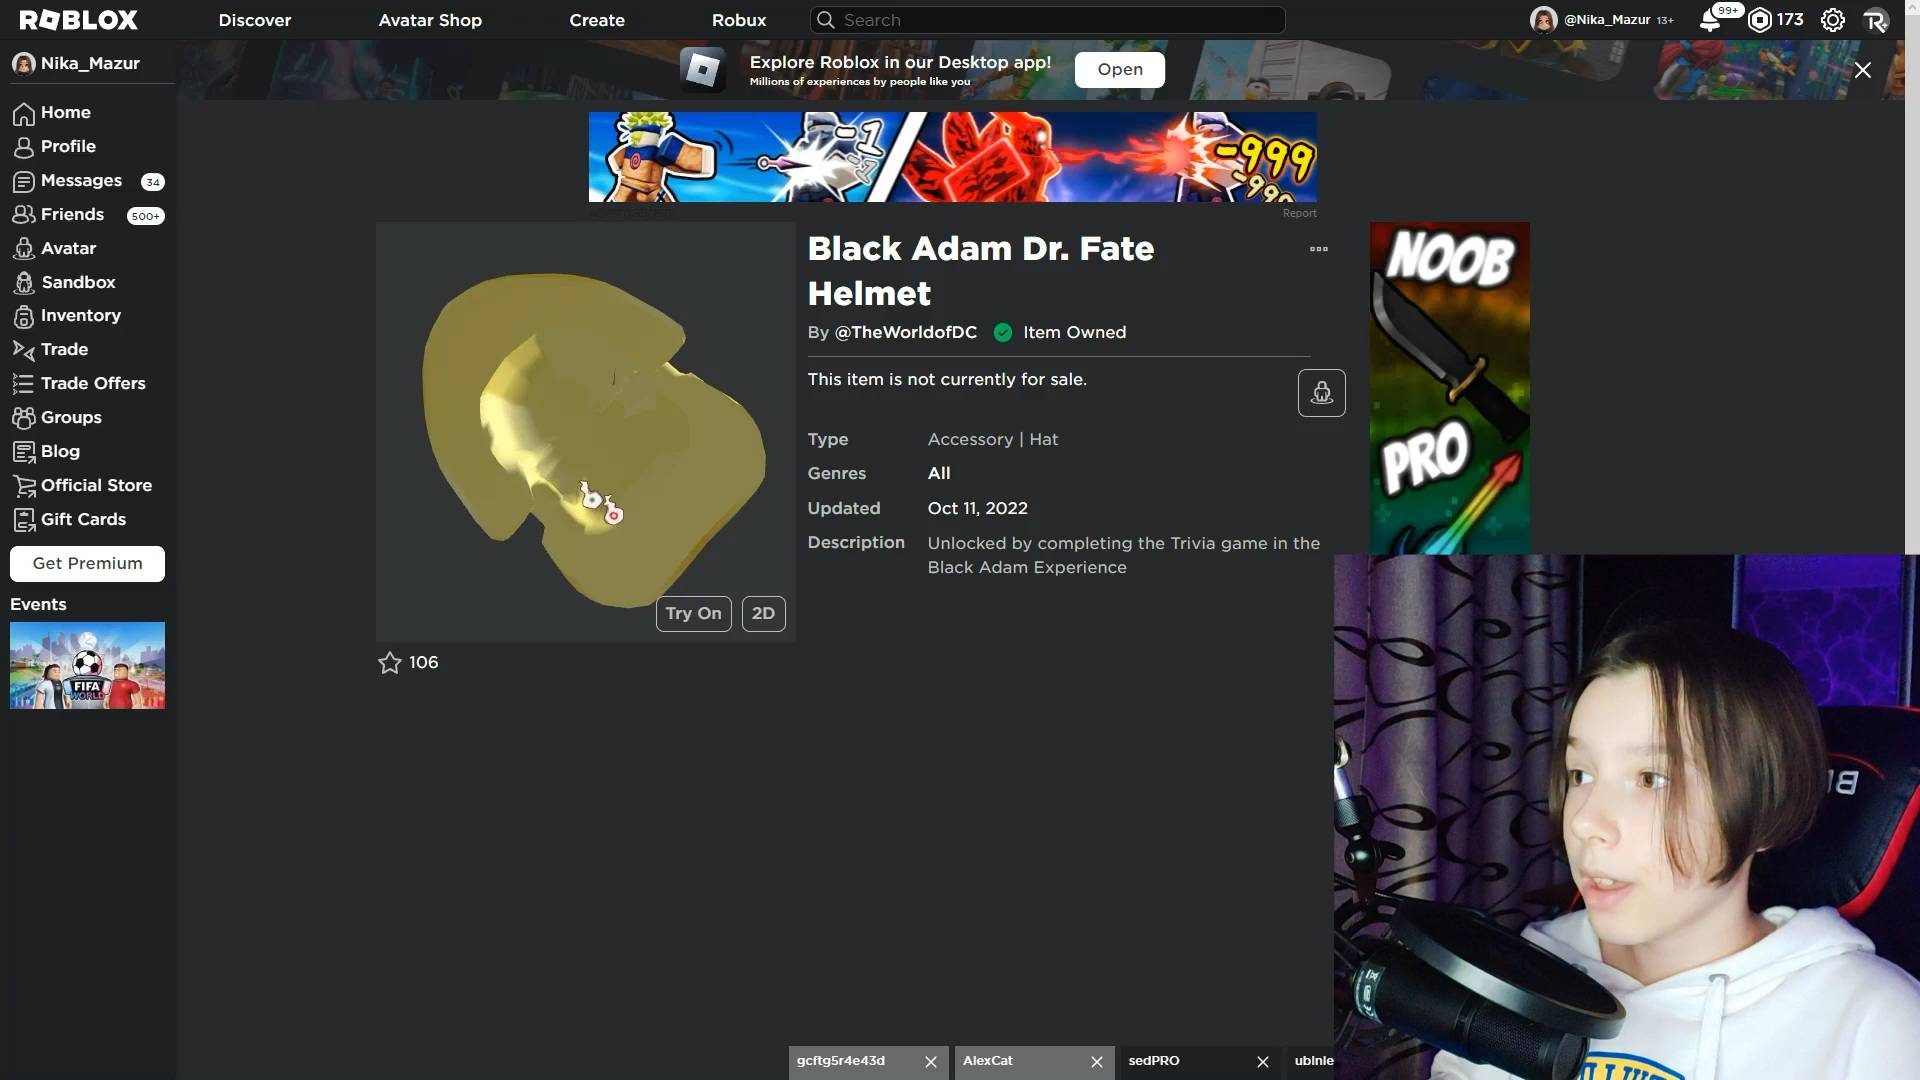 ROBLOX
Discover
Avatar Shop
Create
Robux
Search
@Nika_Mazur 13+
99+
173
Nika_Mazur
Home
Profile
Messages 34
Friends 500+
Avatar
Sandbox
Inventory
Trade
Trade Offers
Groups
Blog
Official Store
Gift Cards
Get Premium
Events
FIFA
WORLD
Explore Roblox in our Desktop app!
Millions of experiences by people like you
Open
-1
-999
-999
ADVERTISEMENT
Report
Black Adam Dr. Fate
Helmet
By @TheWorldofDC Item Owned
This item is not currently for sale.
Type Accessory | Hat
Genres All
Updated Oct 11, 2022
Description Unlocked by completing the Trivia game in the
Black Adam Experience
Try On
2D
106
NOOB
PRO
gcftg5r4e43d
AlexCat
sedPRO